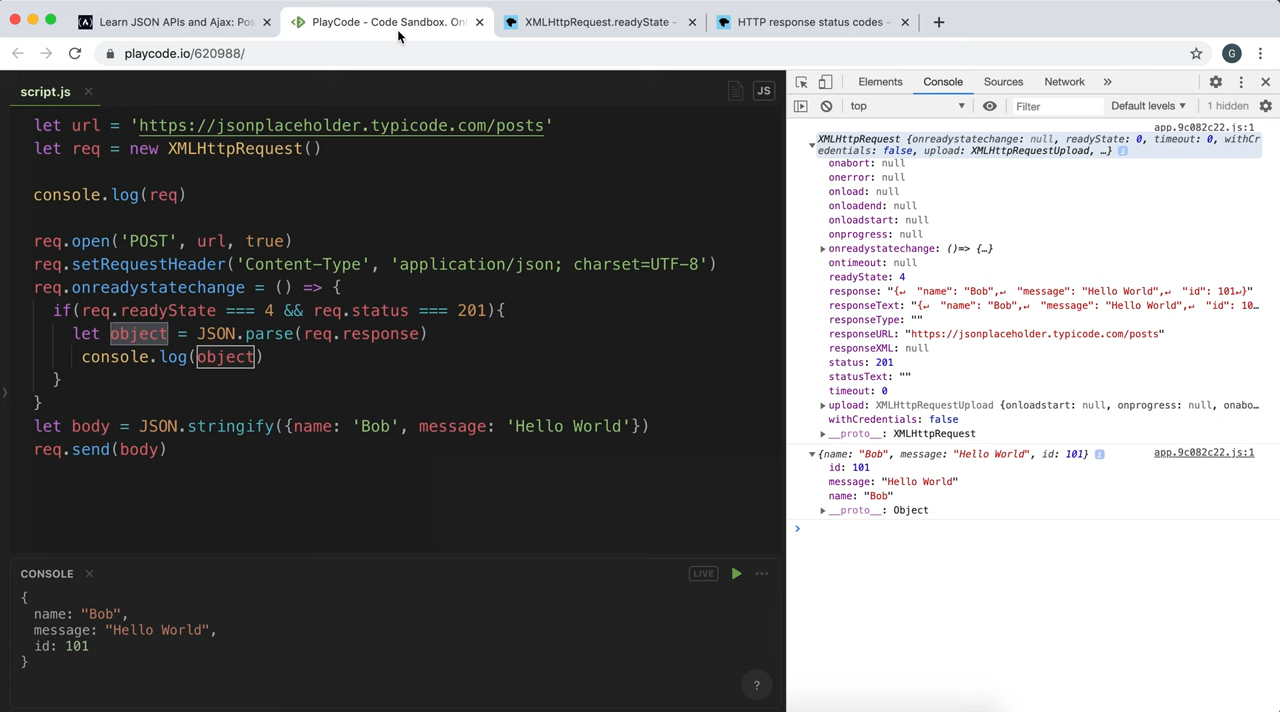 Learn JSON APIs and Ajax: Pos
PlayCode - Code Sandbox. Onl
XMLHttpRequest.readyState -
HTTP response status codes -
playcode.io/620988/
G
script.js
JS
let url = 'https://jsonplaceholder.typicode.com/posts'
let req = new XMLHttpRequest()
console.log(req)
req.open('POST', url, true)
req.setRequestHeader('Content-Type', 'application/json; charset=UTF-8')
req.onreadystatechange = () => {
if(req.readyState === 4 && req.status === 201){
let object = JSON.parse(req.response)
console.log(object)
}
}
let body = JSON.stringify({name: 'Bob', message: 'Hello World'})
req.send(body)
CONSOLE
LIVE
{
name: "Bob",
message: "Hello World",
id: 101
}
?
Elements
Console
Sources
Network
»
top
Filter
Default levels
1 hidden
app.9c082c22.js:1
XMLHttpRequest {onreadystatechange: null, readyState: 0, timeout: 0, withCr
edentials: false, upload: XMLHttpRequestUpload, …}
onabort: null
onerror: null
onload: null
onloadend: null
onloadstart: null
onprogress: null
onreadystatechange: ()=> {…}
ontimeout: null
readyState: 4
response: "{↵  "name": "Bob",↵  "message": "Hello World",↵  "id": 101↵}"
responseText: "{↵  "name": "Bob",↵  "message": "Hello World",↵  "id": 10…
responseType: ""
responseURL: "https://jsonplaceholder.typicode.com/posts"
responseXML: null
status: 201
statusText: ""
timeout: 0
upload: XMLHttpRequestUpload {onloadstart: null, onprogress: null, onabo…
withCredentials: false
__proto__: XMLHttpRequest
{name: "Bob", message: "Hello World", id: 101}
app.9c082c22.js:1
id: 101
message: "Hello World"
name: "Bob"
__proto__: Object